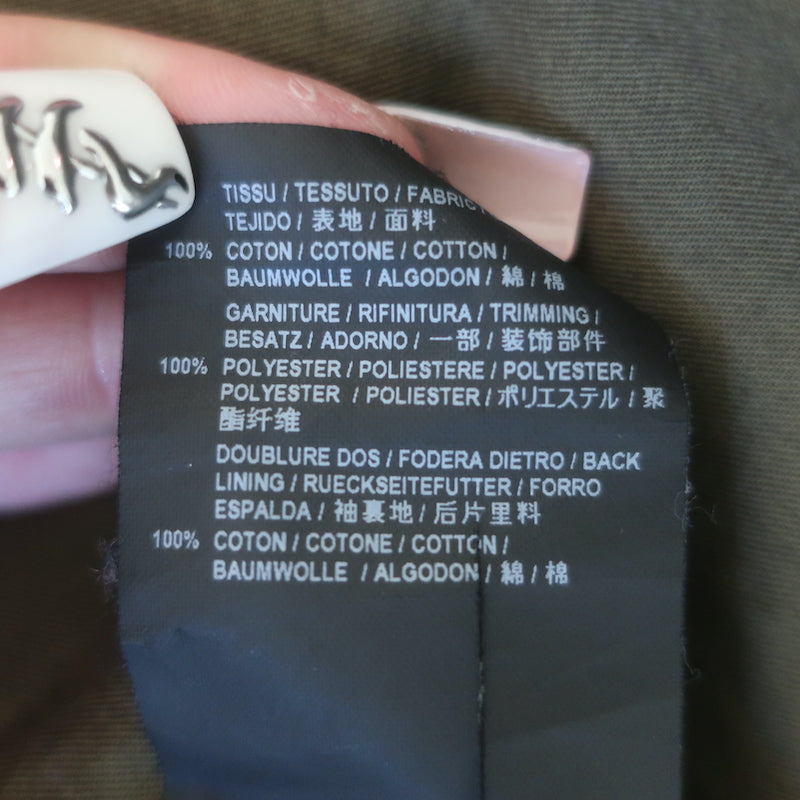 TISSU / TESSUTO / FABRIC
TEJIDO / 表地 / 面料
100% COTON / COTONE / COTTON /
BAUMWOLLE / ALGODON / 綿 / 棉
GARNITURE / RIFINITURA / TRIMMING /
BESATZ / ADORNO / 一部 / 装饰部件
100% POLYESTER / POLIESTERE / POLYESTER /
POLYESTER / POLIESTER / ポリエステル / 聚
酯纤维
DOUBLURE DOS / FODERA DIETRO / BACK
LINING / RUECKSEITEFUTTER / FORRO
ESPALDA / 袖裏地 / 后片里料
100% COTON / COTONE / COTTON /
BAUMWOLLE / ALGODON / 綿 / 棉